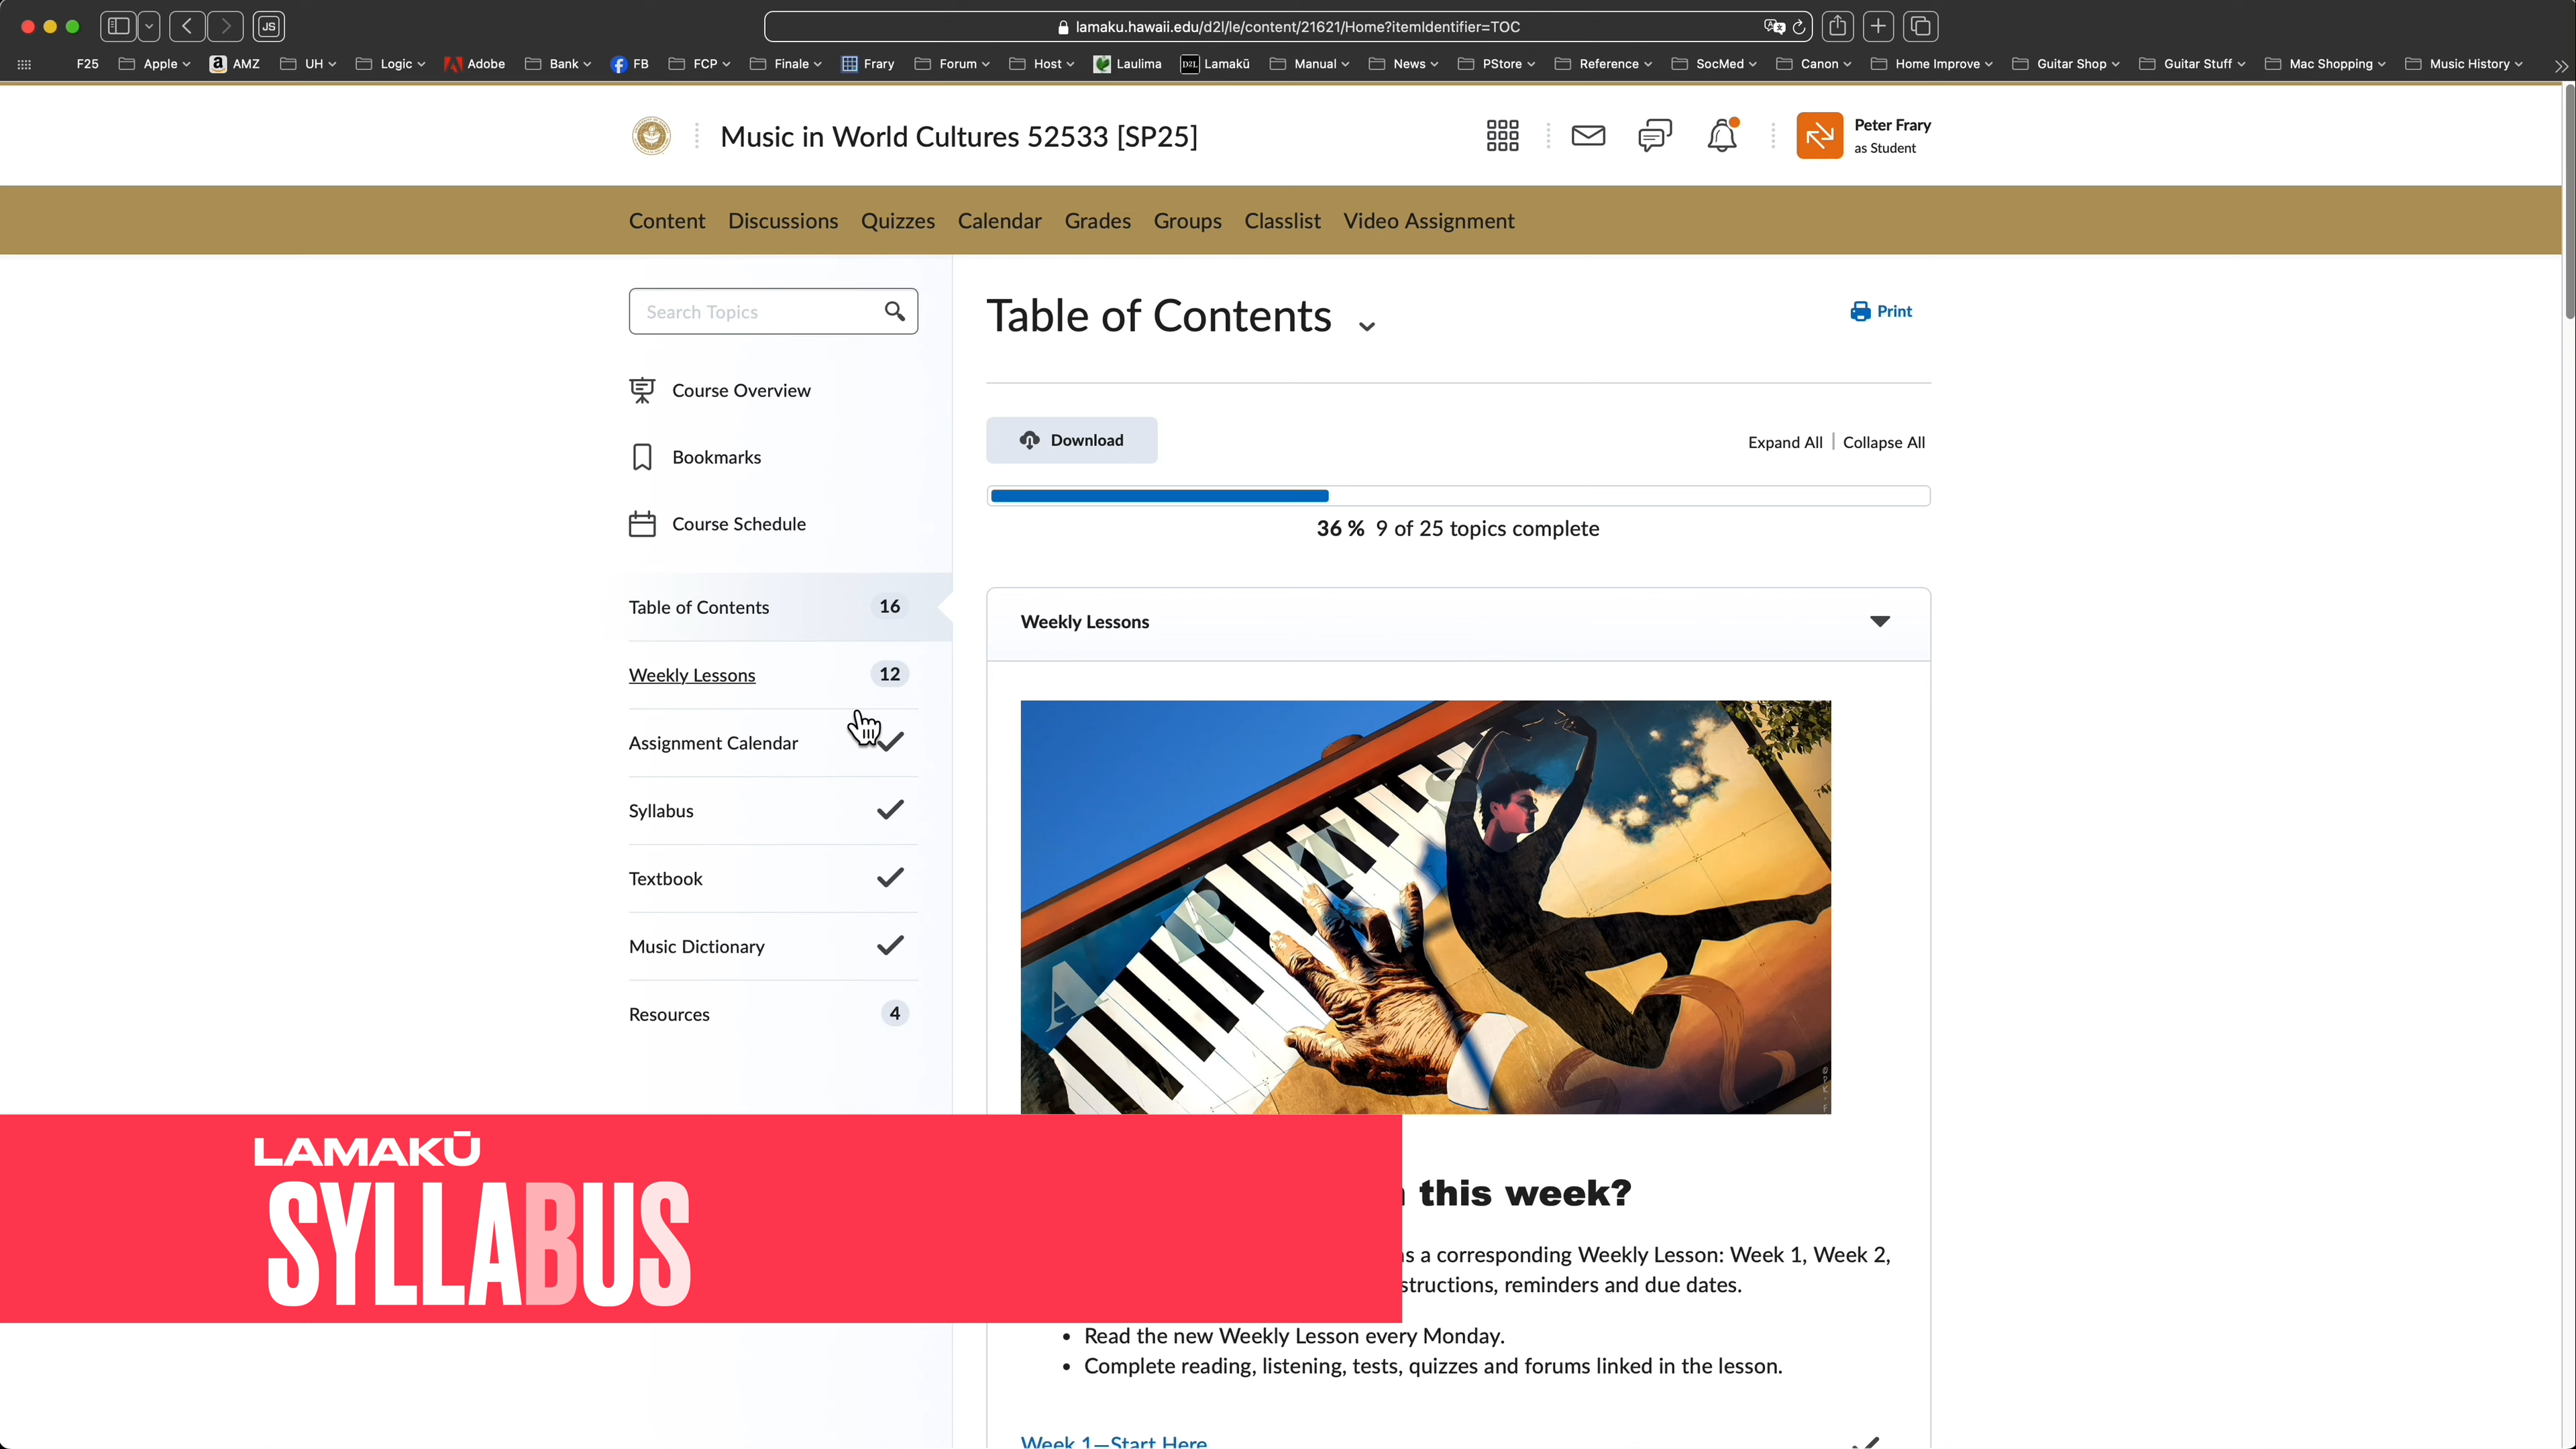 JS
lamaku.hawaii.edu/d2l/le/content/21621/Home?itemIdentifier=TOC
F25 Apple AMZ UH Logic Adobe Bank FB FCP Finale Frary Forum Host Laulima D2L Lamakū Manual News PStore Reference SocMed Canon Home Improve Guitar Shop Guitar Stuff Mac Shopping Music History
Music in World Cultures 52533 [SP25]
Peter Frary
as Student
Content Discussions Quizzes Calendar Grades Groups Classlist Video Assignment
Search Topics
Course Overview
Bookmarks
Course Schedule
Table of Contents 16
Weekly Lessons 12
Assignment Calendar
Syllabus
Textbook
Music Dictionary
Resources 4
Table of Contents
Print
Download
Expand All Collapse All
36 % 9 of 25 topics complete
Weekly Lessons
ARTS
this week?
a corresponding Weekly Lesson: Week 1, Week 2,
structions, reminders and due dates.
• Read the new Weekly Lesson every Monday.
• Complete reading, listening, tests, quizzes and forums linked in the lesson.
Week 1—Start Here
LAMAKŪ
SYLLABUS